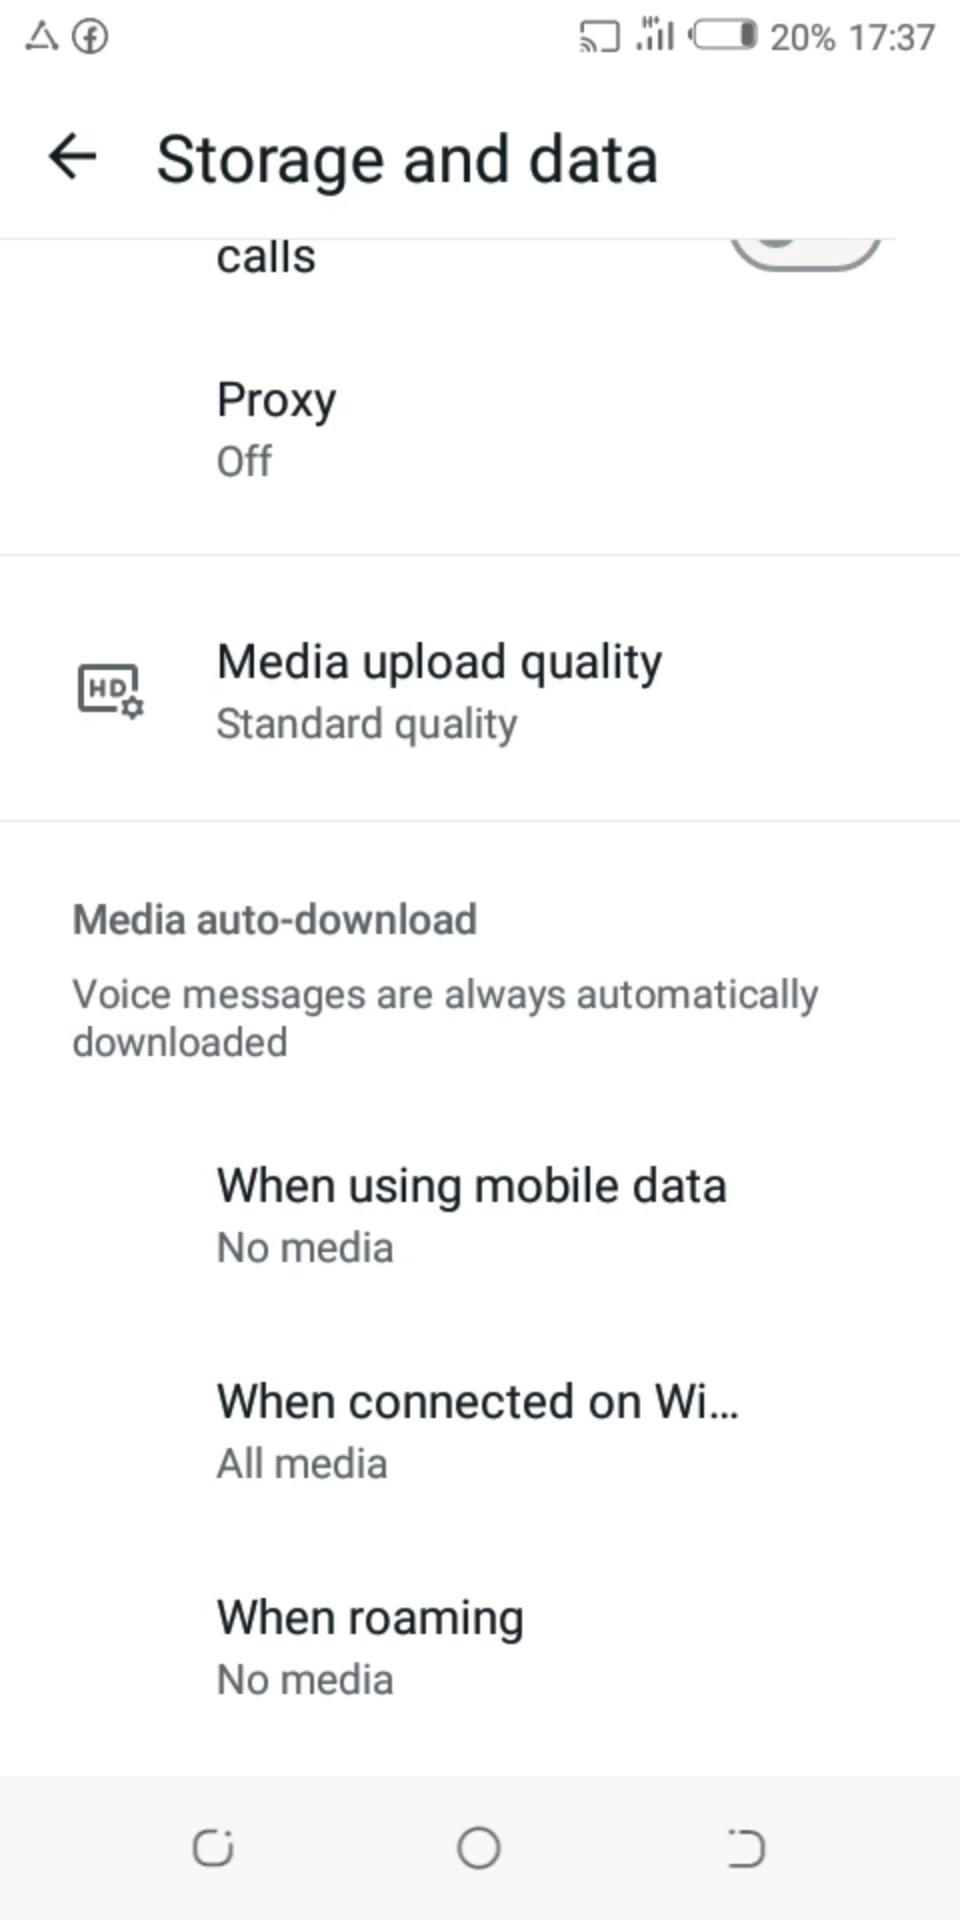 H+ 20% 17:37
Storage and data
calls
Proxy
Off
HD
Media upload quality
Standard quality
Media auto-download
Voice messages are always automatically
downloaded
When using mobile data
No media
When connected on Wi...
All media
When roaming
No media